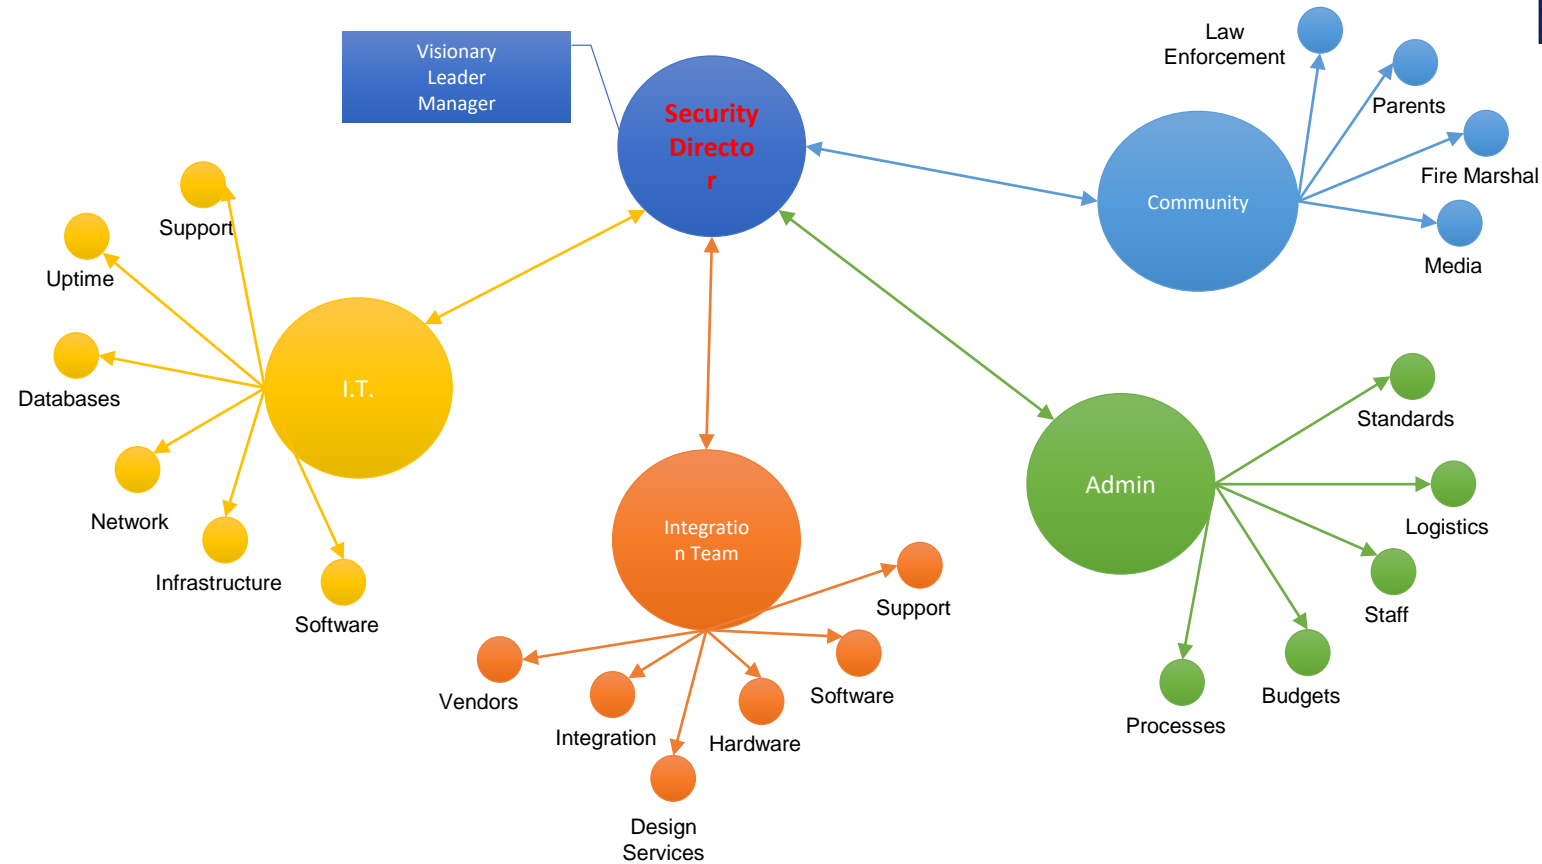 Visionary
Leader
Manager
Security
Directo
r
Law
Enforcement
Parents
Fire Marshal
Community
Media
Support
Uptime
Databases
I.T.
Network
Infrastructure
Software
Integratio
n Team
Support
Software
Vendors
Integration
Hardware
Design
Services
Admin
Standards
Logistics
Staff
Budgets
Processes